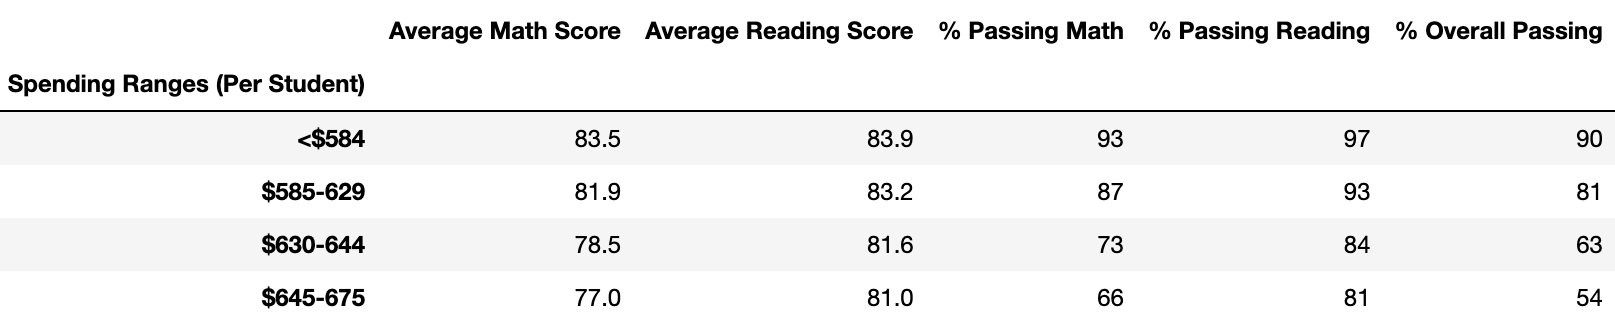 Average Math Score Average Reading Score % Passing Math % Passing Reading % Overall Passing
Spending Ranges (Per Student)
<$584 83.5 83.9 93 97 90
$585-629 81.9 83.2 87 93 81
$630-644 78.5 81.6 73 84 63
$645-675 77.0 81.0 66 81 54